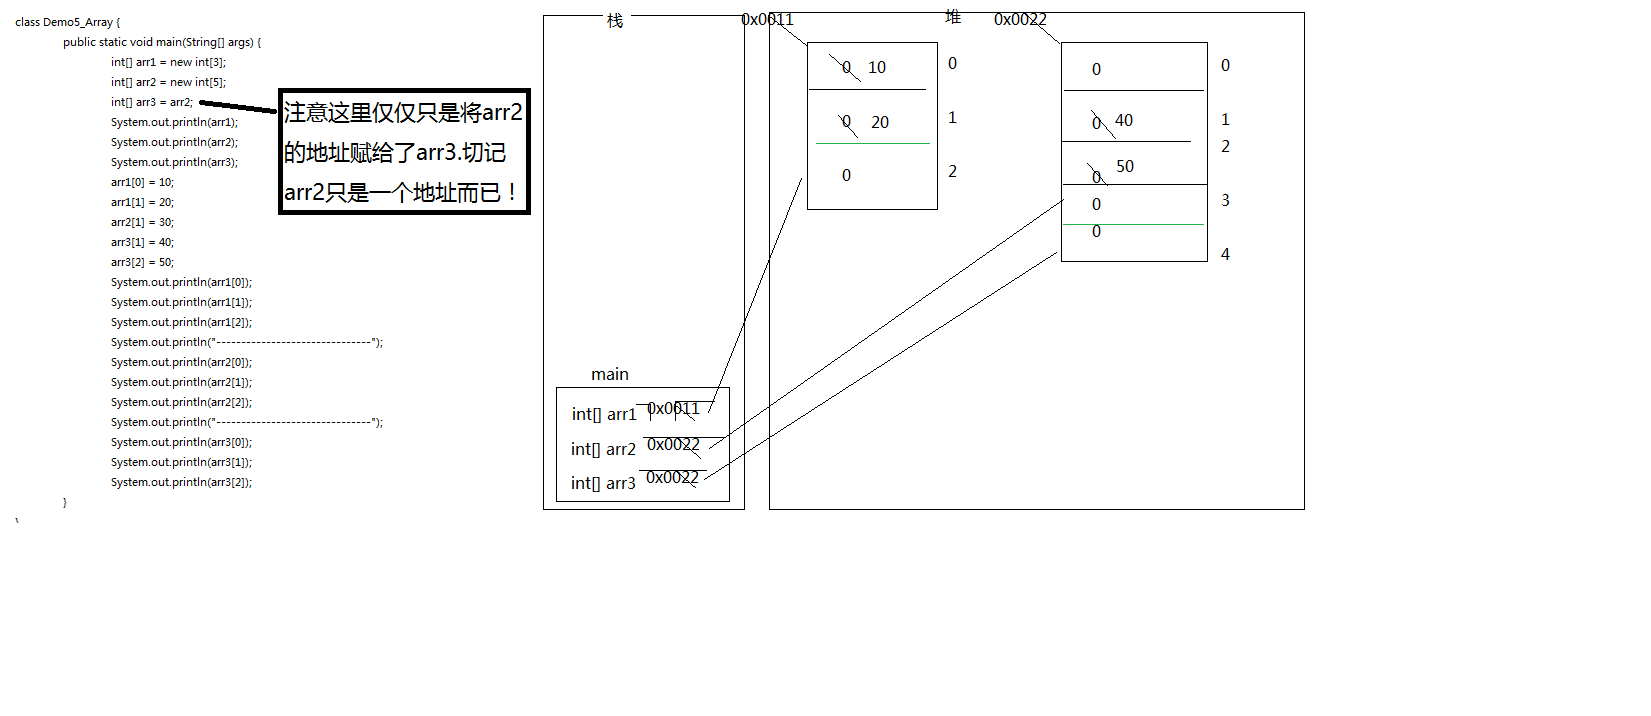 class Demo5_Array {
public static void main(String[] args) {
int[] arr1 = new int[3];
int[] arr2 = new int[5];
int[] arr3 = arr2;
System.out.println(arr1);
System.out.println(arr2);
System.out.println(arr3);
arr1[0] = 10;
arr1[1] = 20;
arr2[1] = 30;
arr3[1] = 40;
arr3[2] = 50;
System.out.println(arr1[0]);
System.out.println(arr1[1]);
System.out.println(arr1[2]);
System.out.println("-------------------------------");
System.out.println(arr2[0]);
System.out.println(arr2[1]);
System.out.println(arr2[2]);
System.out.println("-------------------------------");
System.out.println(arr3[0]);
System.out.println(arr3[1]);
System.out.println(arr3[2]);
}
}
注意这里仅仅只是将arr2
的地址赋给了arr3.切记
arr2只是一个地址而已！
栈
main
int[] arr1 0x0011
int[] arr2 0x0022
int[] arr3 0x0022
堆
0x0011
0 10 0
0 20 1
0 2
0x0022
0 0
0 40 1
0 50 2
0 3
0 4